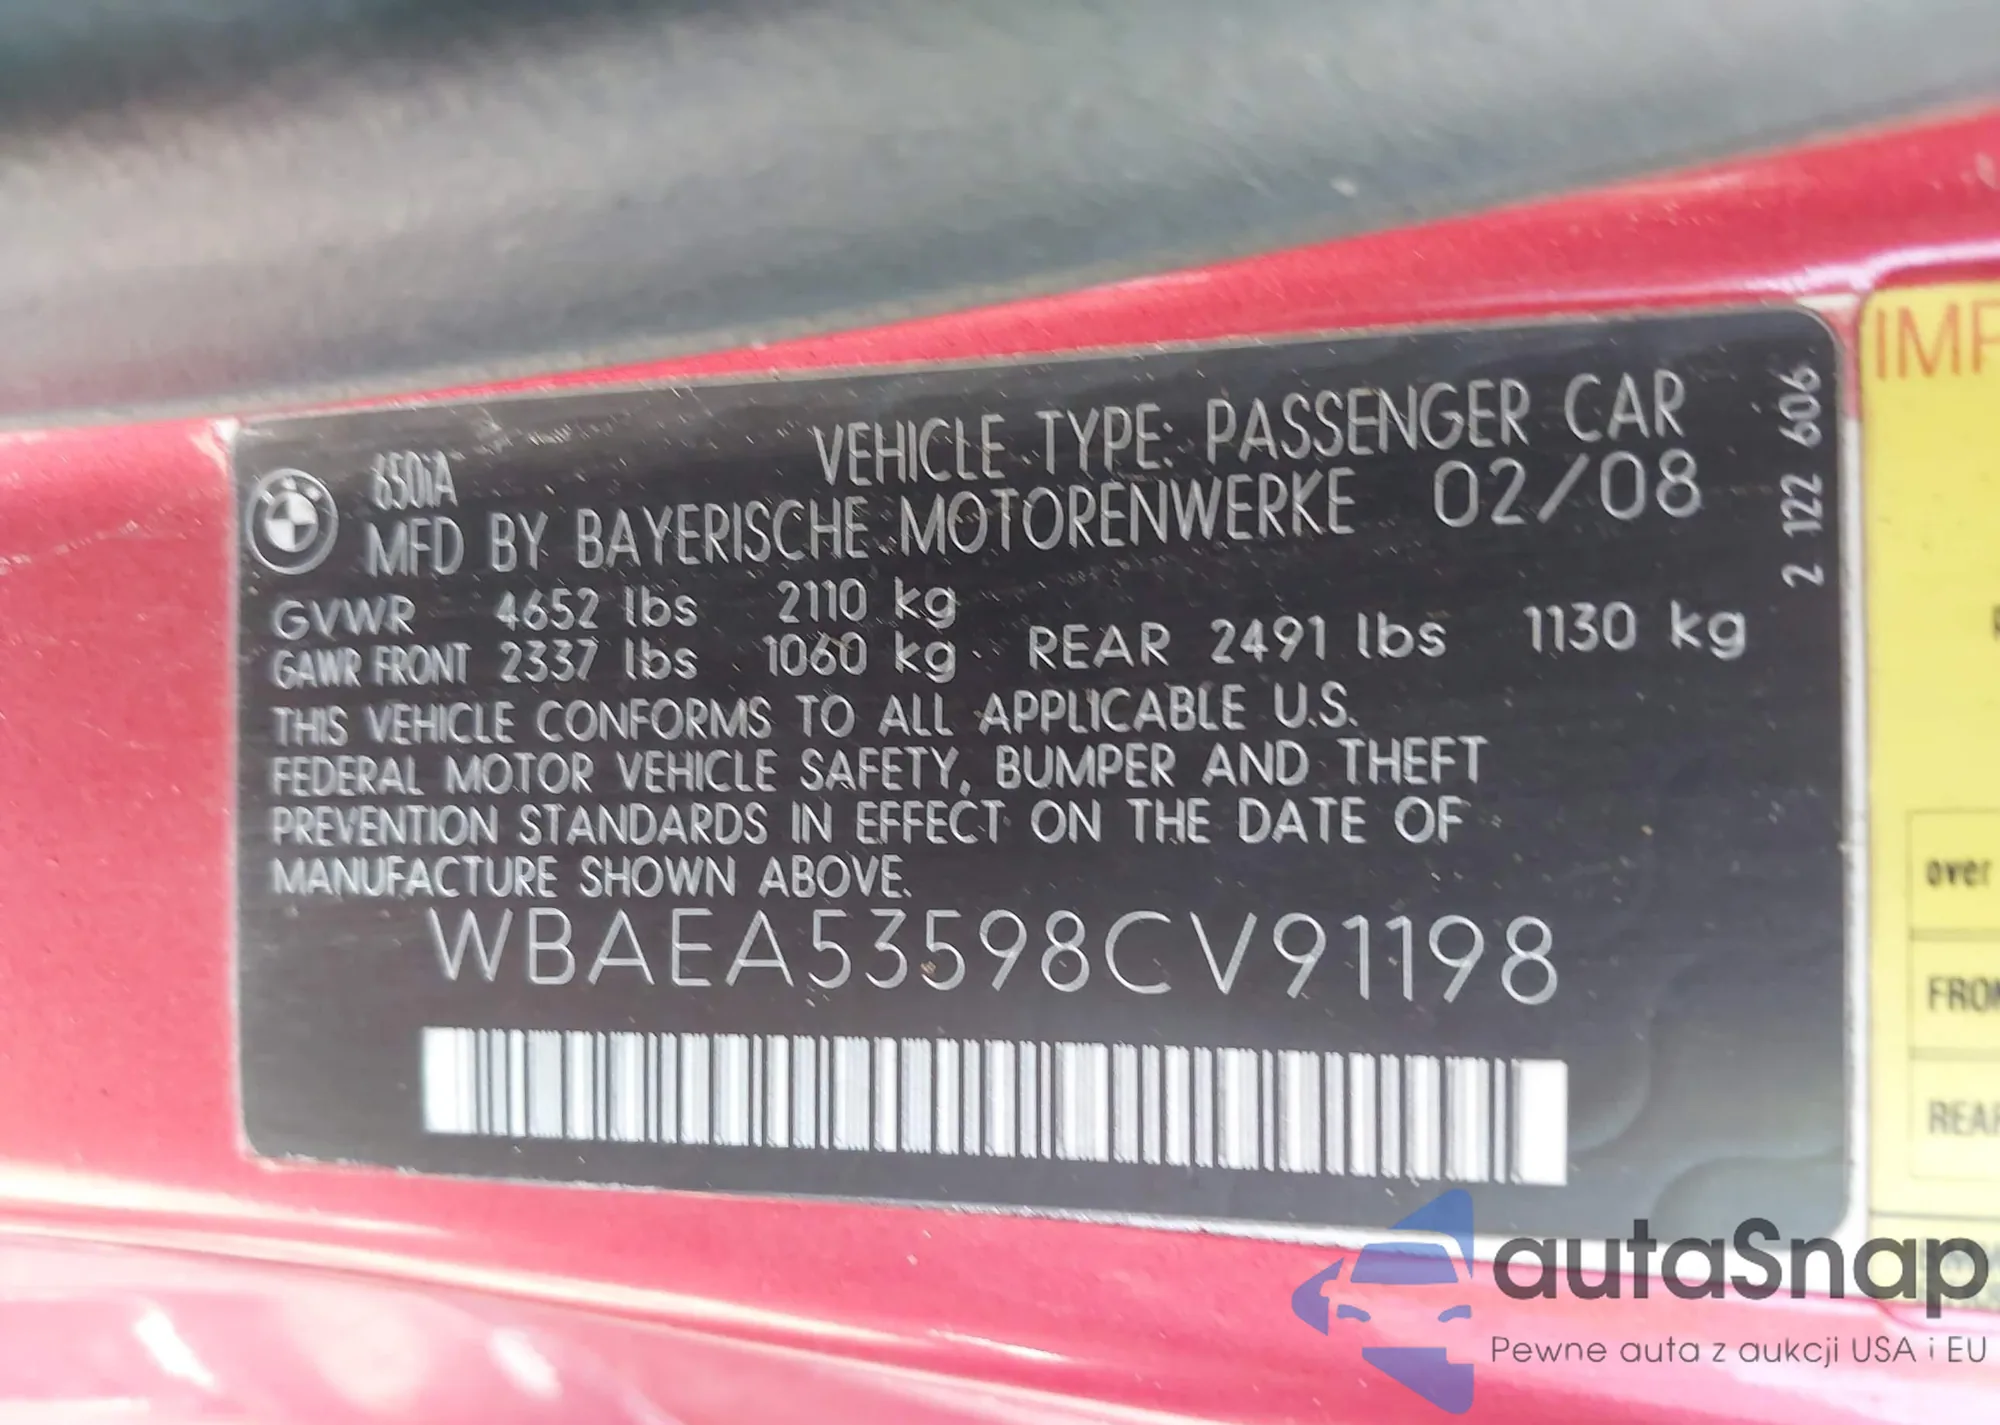 VEHICLE TYPE: PASSENGER CAR
650iA
MFD BY BAYERISCHE MOTORENWERKE 02/08
GVWR 4652 lbs 2110 kg
GAWR FRONT 2337 lbs 1060 kg REAR 2491 lbs 1130 kg
THIS VEHICLE CONFORMS TO ALL APPLICABLE U.S.
FEDERAL MOTOR VEHICLE SAFETY, BUMPER AND THEFT
PREVENTION STANDARDS IN EFFECT ON THE DATE OF
MANUFACTURE SHOWN ABOVE.
WBAEA53598CV91198
2 122 606
over
REAR
autaSnap
Pewne auta z aukcji USA i EU